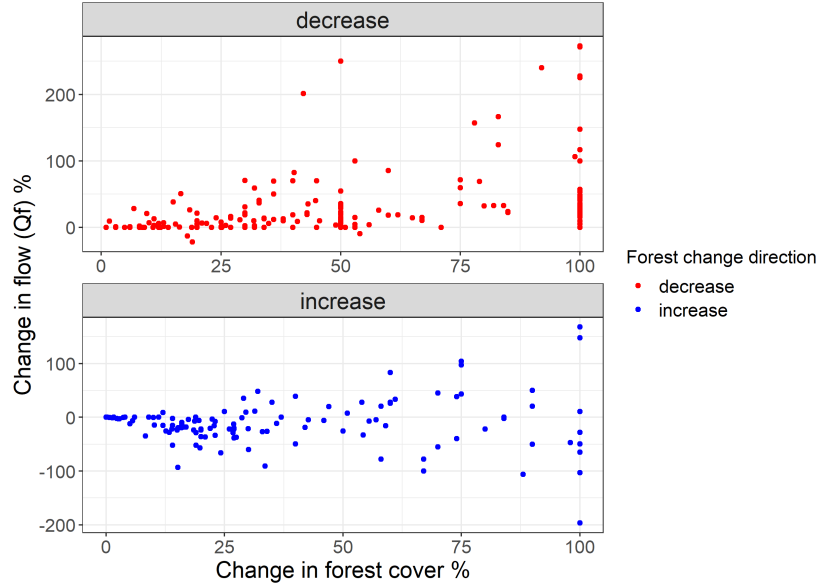 decrease
200
100
0
0
25
50
75
100
increase
100
0
-100
-200
0
25
50
75
100
Change in forest cover %
Change in flow (Qf) %
Forest change direction
decrease
increase